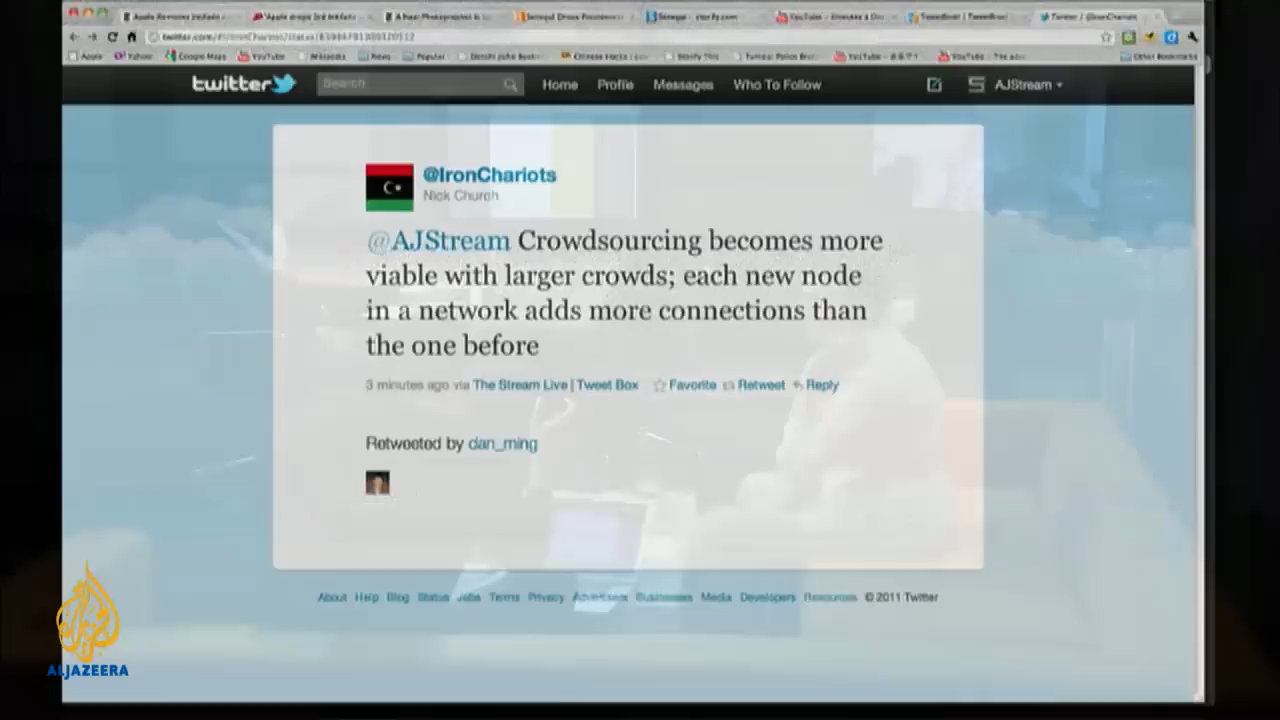 twitter
Search
Home Profile Messages Who To Follow
AJStream
@IronChariots
Nick Church
@AJStream Crowdsourcing becomes more
viable with larger crowds; each new node
in a network adds more connections than
the one before
3 minutes ago via The Stream Live | Tweet Box Favorite Retweet Reply
Retweeted by dan_ming
About Help Blog Status Jobs Terms Privacy Advertisers Businesses Media Developers Resources © 2011 Twitter
ALJAZEERA